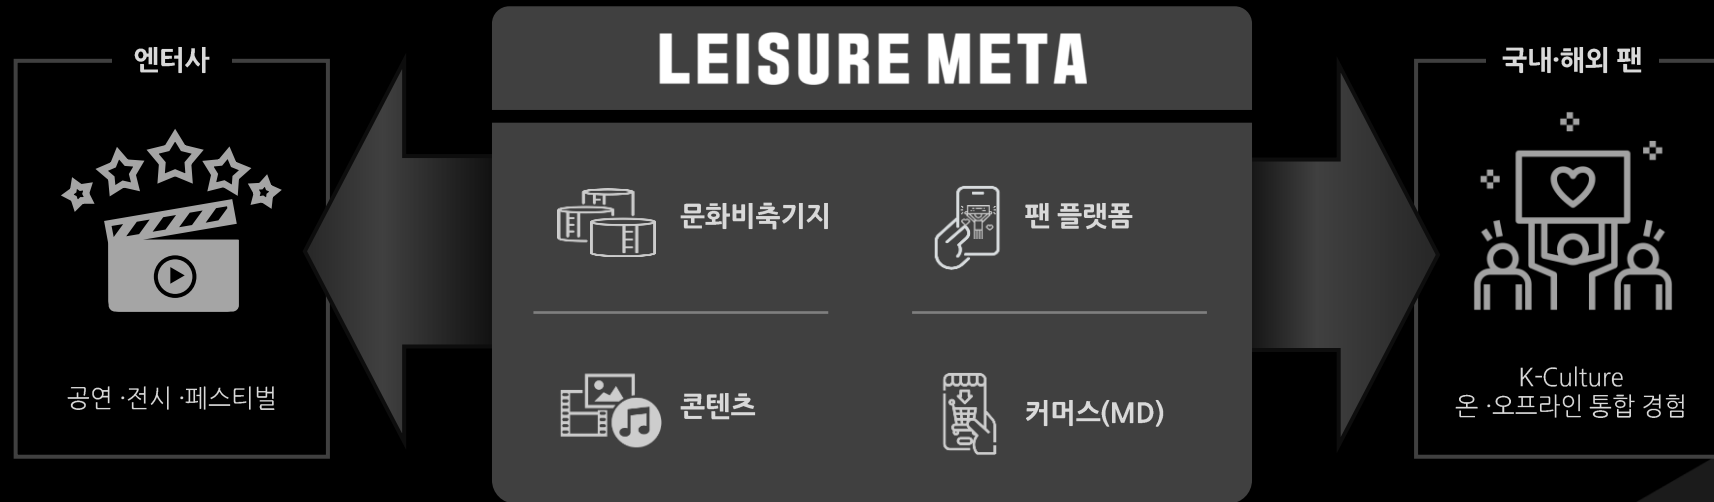 엔터사
공연 ·전시 ·페스티벌
LEISURE META
문화비축기지
팬 플랫폼
콘텐츠
커머스(MD)
국내·해외 팬
K-Culture
온 ·오프라인 통합 경험